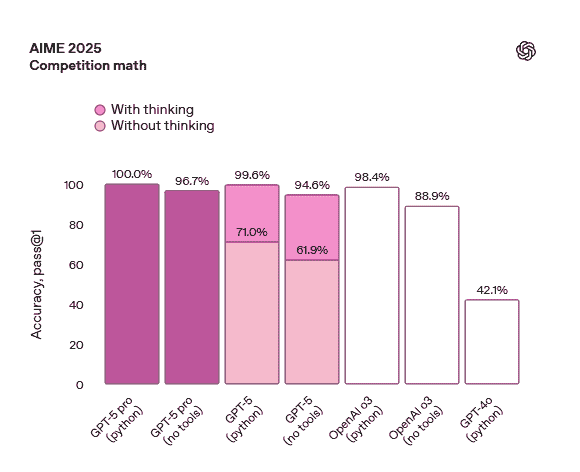 AIME 2025
Competition math
With thinking
Without thinking
Accuracy, pass@1
100
80
60
40
20
0
100.0%
96.7%
99.6%
71.0%
94.6%
61.9%
98.4%
88.9%
42.1%
GPT-5 pro
(python)
GPT-5 pro
(no tools)
GPT-5
(python)
GPT-5
(no tools)
OpenAI o3
(python)
OpenAI o3
(no tools)
GPT-4o
(python)